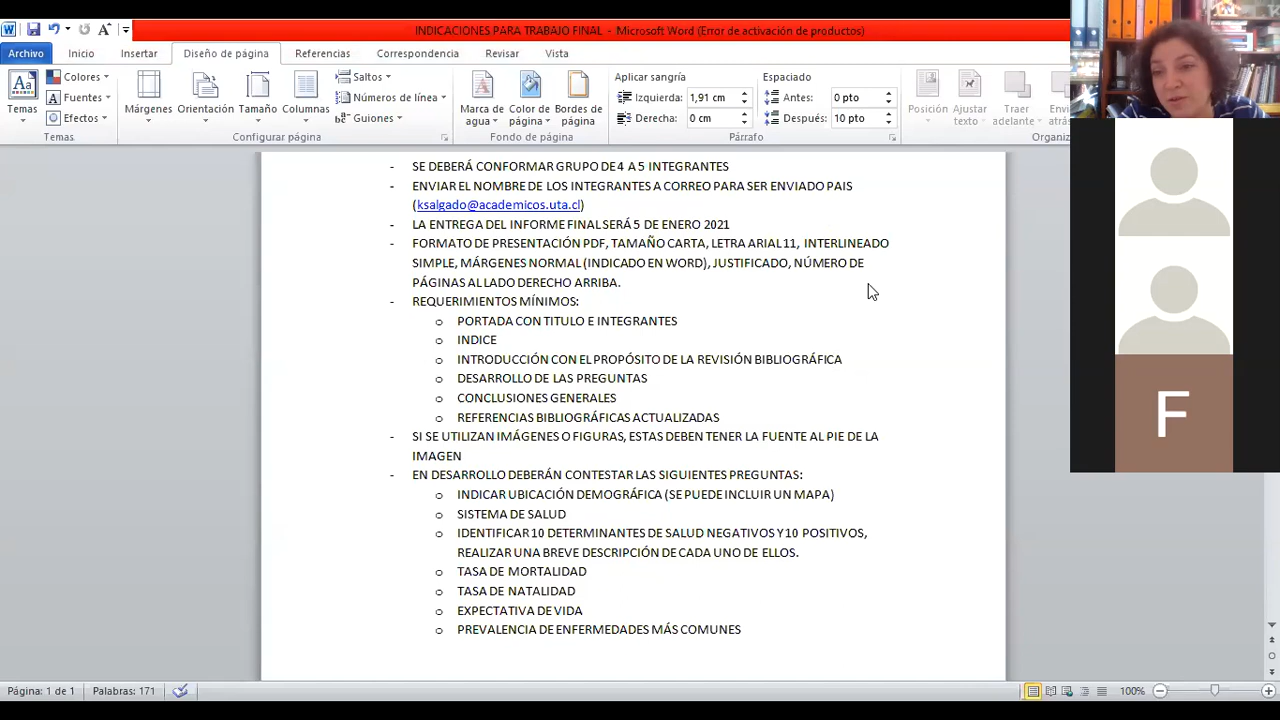 INDICACIONES PARA TRABAJO FINAL - Microsoft Word (Error de activación de productos)
Archivo Inicio Insertar Diseño de página Referencias Correspondencia Revisar Vista
Temas
Colores
Fuentes
Efectos
Temas
Márgenes Orientación Tamaño Columnas
Saltos
Números de línea
Guiones
Configurar página
Marca de agua
Color de página
Bordes de página
Fondo de página
Aplicar sangría
Izquierda: 1,91 cm
Derecha: 0 cm
Espaciado
Antes: 0 pto
Después: 10 pto
Párrafo
Posición
Ajustar texto
Traer adelante
Enviar atrás
Organiz
- SE DEBERÁ CONFORMAR GRUPO DE 4 A 5 INTEGRANTES
- ENVIAR EL NOMBRE DE LOS INTEGRANTES A CORREO PARA SER ENVIADO PAIS
(ksalgado@academicos.uta.cl)
- LA ENTREGA DEL INFORME FINAL SERÁ 5 DE ENERO 2021
- FORMATO DE PRESENTACIÓN PDF, TAMAÑO CARTA, LETRA ARIAL 11, INTERLINEADO
SIMPLE, MÁRGENES NORMAL (INDICADO EN WORD), JUSTIFICADO, NÚMERO DE
PÁGINAS AL LADO DERECHO ARRIBA.
- REQUERIMIENTOS MÍNIMOS:
o PORTADA CON TITULO E INTEGRANTES
o INDICE
o INTRODUCCIÓN CON EL PROPÓSITO DE LA REVISIÓN BIBLIOGRÁFICA
o DESARROLLO DE LAS PREGUNTAS
o CONCLUSIONES GENERALES
o REFERENCIAS BIBLIOGRÁFICAS ACTUALIZADAS
- SI SE UTILIZAN IMÁGENES O FIGURAS, ESTAS DEBEN TENER LA FUENTE AL PIE DE LA
IMAGEN
- EN DESARROLLO DEBERÁN CONTESTAR LAS SIGUIENTES PREGUNTAS:
o INDICAR UBICACIÓN DEMOGRÁFICA (SE PUEDE INCLUIR UN MAPA)
o SISTEMA DE SALUD
o IDENTIFICAR 10 DETERMINANTES DE SALUD NEGATIVOS Y 10 POSITIVOS,
REALIZAR UNA BREVE DESCRIPCIÓN DE CADA UNO DE ELLOS.
o TASA DE MORTALIDAD
o TASA DE NATALIDAD
o EXPECTATIVA DE VIDA
o PREVALENCIA DE ENFERMEDADES MÁS COMUNES
F
Página: 1 de 1 Palabras: 171 100%